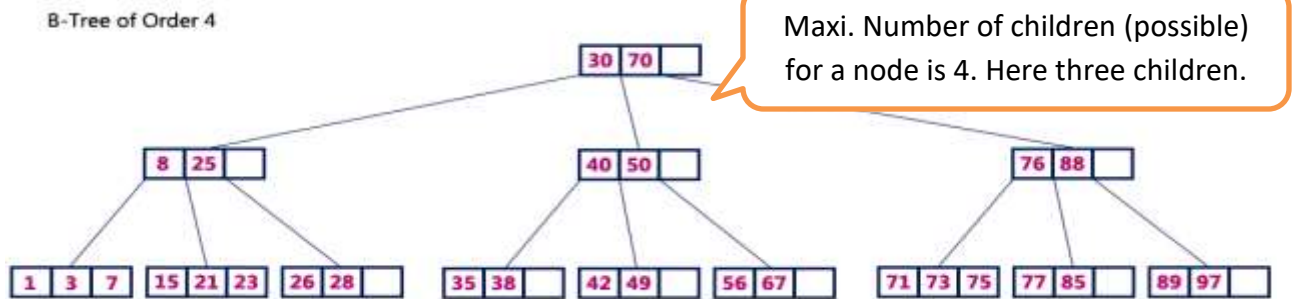 B-Tree of Order 4
Maxi. Number of children (possible)
for a node is 4. Here three children.
30 70
8 25
40 50
76 88
1 3 7
15 21 23
26 28
35 38
42 49
56 67
71 73 75
77 85
89 97